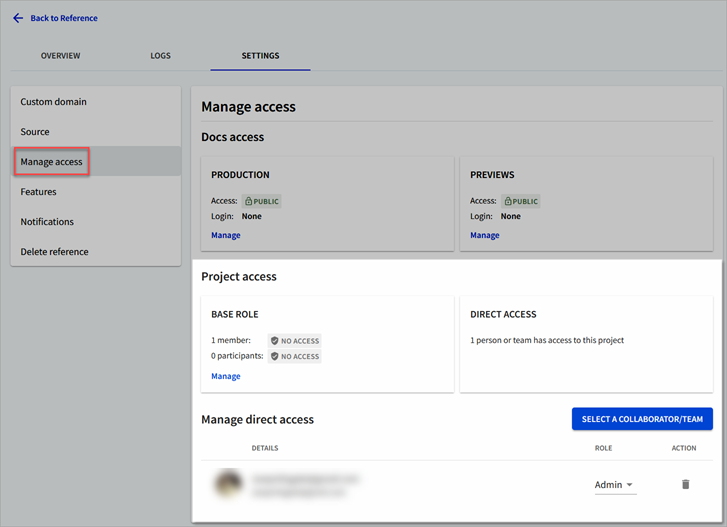 Back to Reference
OVERVIEW LOGS SETTINGS
Custom domain
Source
Manage access
Features
Notifications
Delete reference
Manage access
Docs access
PRODUCTION
Access: PUBLIC
Login: None
Manage
PREVIEWS
Access: PUBLIC
Login: None
Manage
Project access
BASE ROLE
1 member: NO ACCESS
0 participants: NO ACCESS
Manage
DIRECT ACCESS
1 person or team has access to this project
Manage direct access
SELECT A COLLABORATOR/TEAM
DETAILS ROLE ACTION
Admin